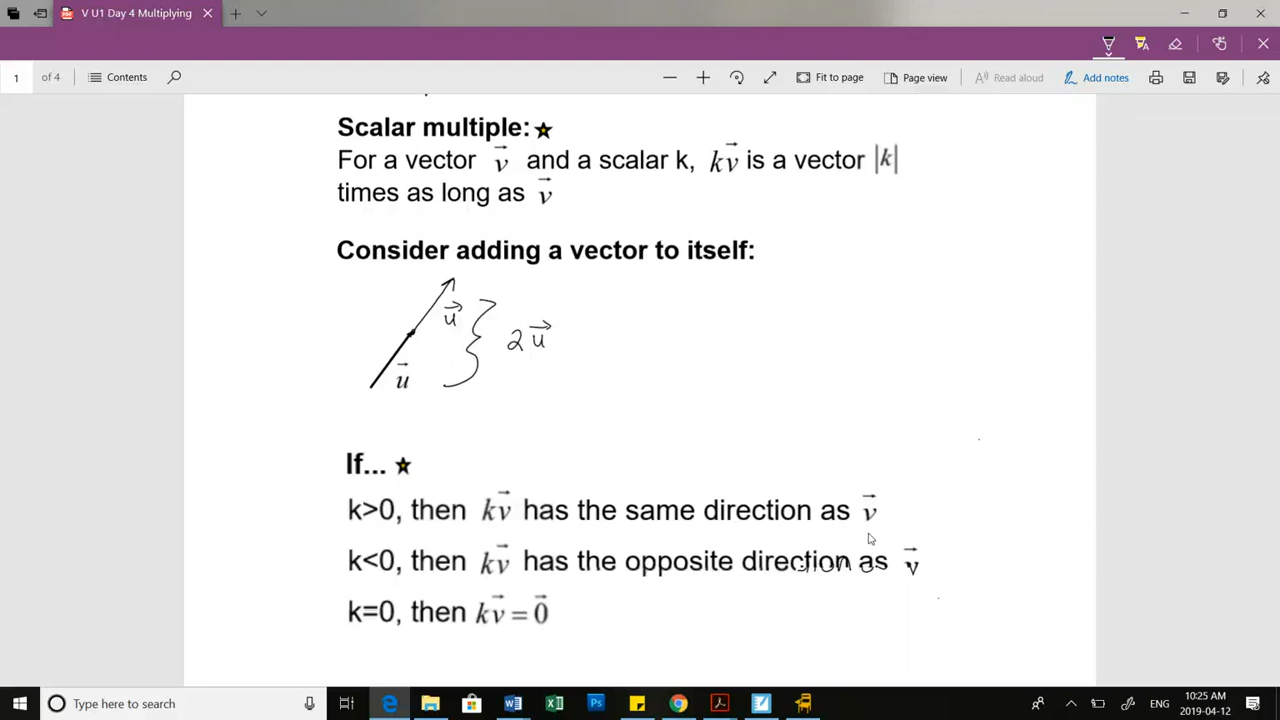 V U1 Day 4 Multiplying
1 of 4 Contents Fit to page Page view Read aloud Add notes
Scalar multiple:
For a vector v⃗ and a scalar k, kv⃗ is a vector |k|
times as long as v⃗
Consider adding a vector to itself:
u⃗
2u⃗
u⃗
If...
k>0, then kv⃗ has the same direction as v⃗
k<0, then kv⃗ has the opposite direction as v⃗
k=0, then kv⃗ = 0⃗
Type here to search
ENG
10:25 AM
2019-04-12